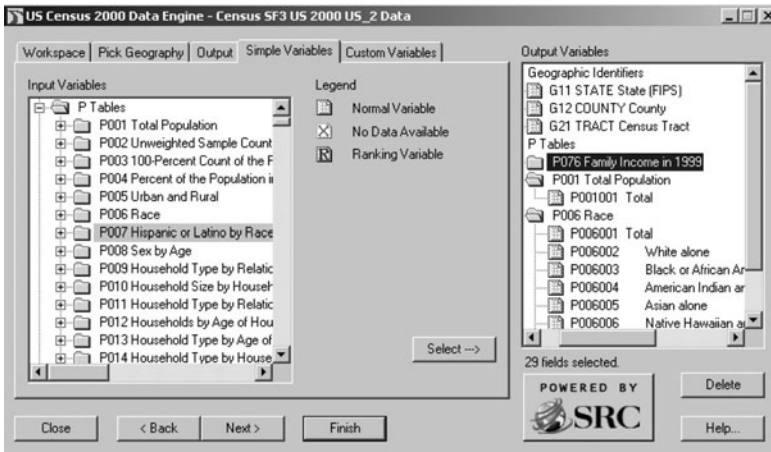 US Census 2000 Data Engine - Census SF3 US 2000 US_2 Data
Workspace
Pick Geography
Output
Simple Variables
Custom Variables
Input Variables
P Tables
P001 Total Population
P002 Unweighted Sample Count
P003 100-Percent Count of the F
P004 Percent of the Population i
P005 Urban and Rural
P006 Race
P007 Hispanic or Latino by Race
P008 Sex by Age
P009 Household Type by Relatic
P010 Household Size by Househ
P011 Household Type by Relatic
P012 Households by Age of Hou
P013 Household Type by Age of
P014 Household Type by House
Legend
Normal Variable
No Data Available
R Ranking Variable
Select --->
Output Variables
Geographic Identifiers
G11 STATE State (FIPS)
G12 COUNTY County
G21 TRACT Census Tract
P Tables
P076 Family Income in 1999
P001 Total Population
P001001 Total
P006 Race
P006001 Total
P006002 White alone
P006003 Black or African Ar
P006004 American Indian ar
P006005 Asian alone
P006006 Native Hawaiian a
29 fields selected.
POWERED BY
SRC
Delete
Help...
Close
< Back
Next >
Finish